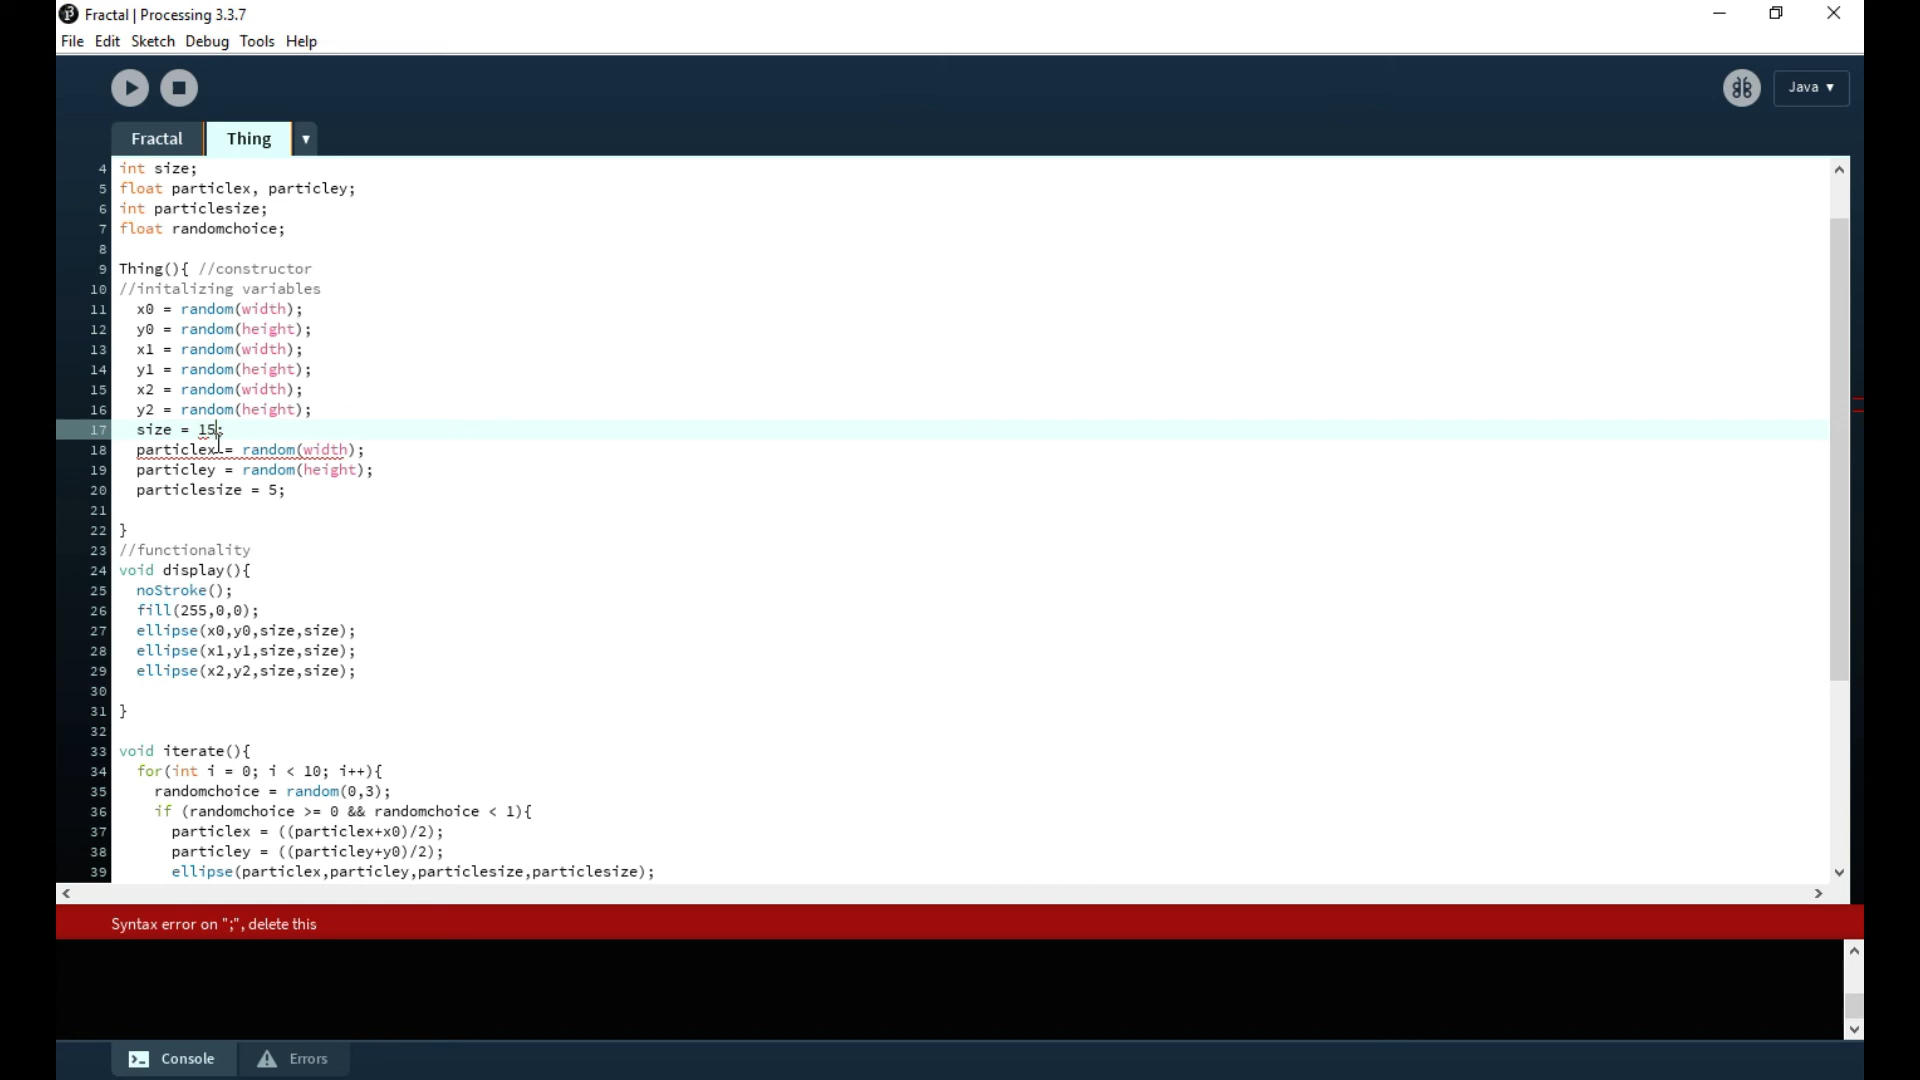 Fractal | Processing 3.3.7
File Edit Sketch Debug Tools Help
Java ▾
Fractal Thing ▾
4 int size;
5 float particlex, particley;
6 int particlesize;
7 float randomchoice;
8
9 Thing(){ //constructor
10 //initalizing variables
11 x0 = random(width);
12 y0 = random(height);
13 x1 = random(width);
14 y1 = random(height);
15 x2 = random(width);
16 y2 = random(height);
17 size = 15;
18 particlex = random(width);
19 particley = random(height);
20 particlesize = 5;
21
22 }
23 //functionality
24 void display(){
25 noStroke();
26 fill(255,0,0);
27 ellipse(x0,y0,size,size);
28 ellipse(x1,y1,size,size);
29 ellipse(x2,y2,size,size);
30
31 }
32
33 void iterate(){
34 for(int i = 0; i < 10; i++){
35 randomchoice = random(0,3);
36 if (randomchoice >= 0 && randomchoice < 1){
37 particlex = ((particlex+x0)/2);
38 particley = ((particley+y0)/2);
39 ellipse(particlex,particley,particlesize,particlesize);
Syntax error on ";", delete this
Console Errors